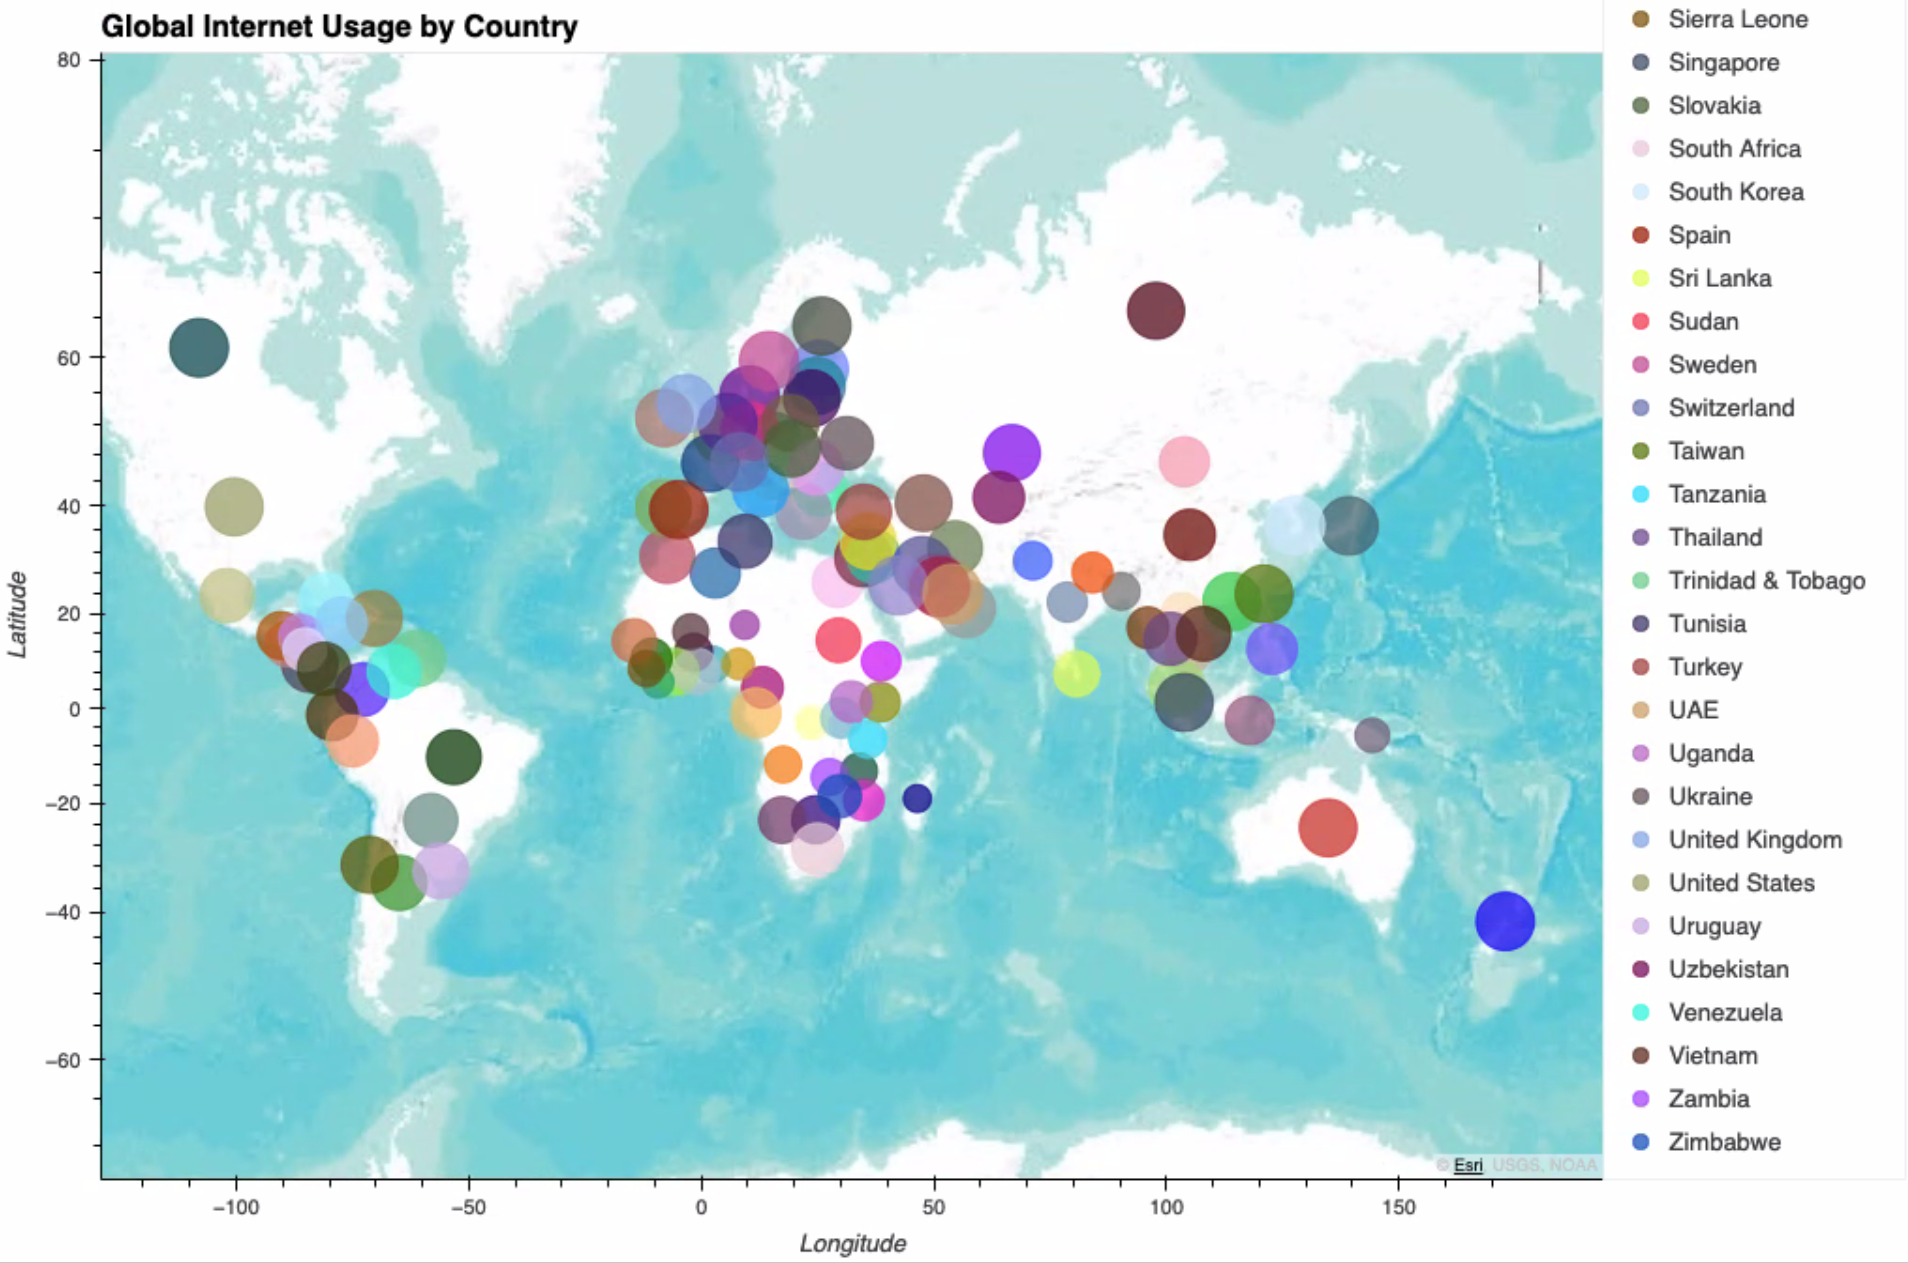 Global Internet Usage by Country
80
60
40
20
0
−20
−40
−60
Latitude
−100
−50
0
50
100
150
Longitude
© Esri, USGS, NOAA
Sierra Leone
Singapore
Slovakia
South Africa
South Korea
Spain
Sri Lanka
Sudan
Sweden
Switzerland
Taiwan
Tanzania
Thailand
Trinidad & Tobago
Tunisia
Turkey
UAE
Uganda
Ukraine
United Kingdom
United States
Uruguay
Uzbekistan
Venezuela
Vietnam
Zambia
Zimbabwe